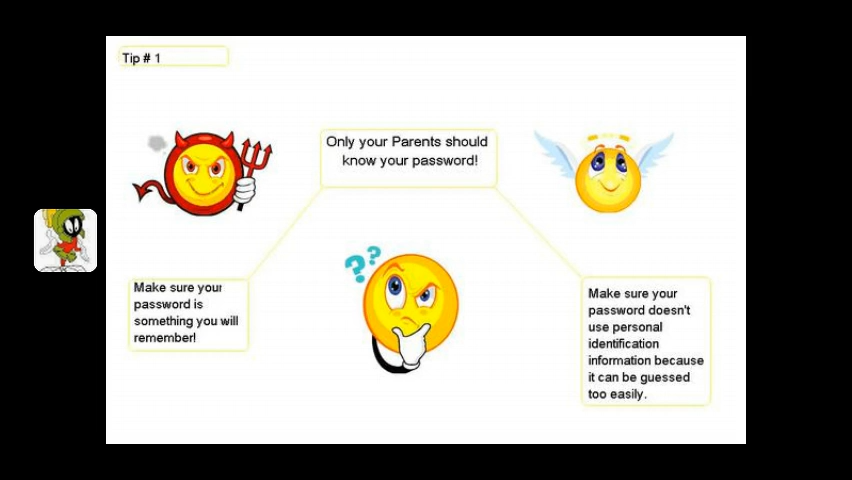 Tip # 1
Only your Parents should
know your password!
??
Make sure your
password is
something you will
remember!
Make sure your
password doesn't
use personal
identification
information because
it can be guessed
too easily.